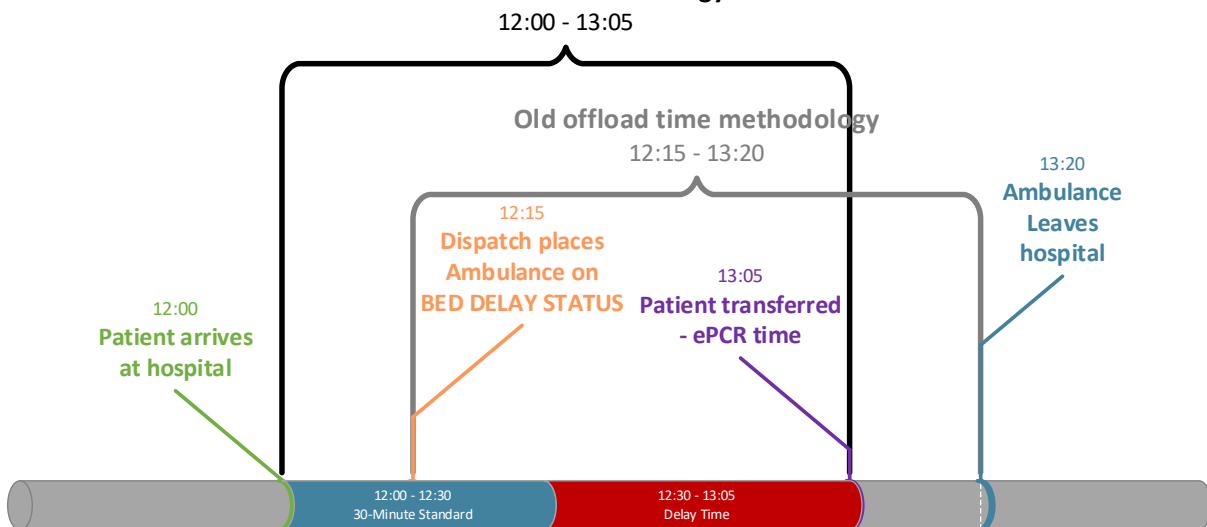 12:00 - 13:05
Old offload time methodology
12:15 - 13:20
13:20
Ambulance
Leaves
hospital
12:15
Dispatch places
Ambulance on
BED DELAY STATUS
13:05
Patient transferred
- ePCR time
12:00
Patient arrives
at hospital
12:00 - 12:30
30-Minute Standard
12:30 - 13:05
Delay Time